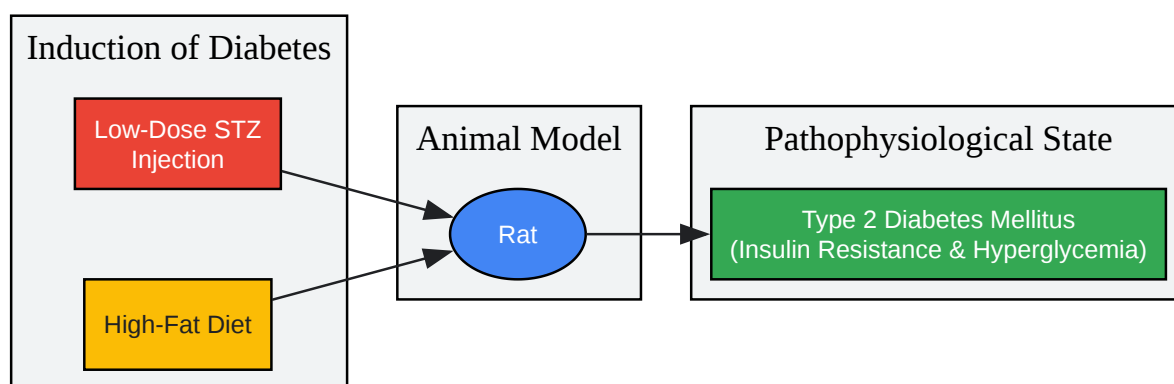 Induction of Diabetes
Low-Dose STZ
Injection
High-Fat Diet
Animal Model
Rat
Pathophysiological State
Type 2 Diabetes Mellitus
(Insulin Resistance & Hyperglycemia)